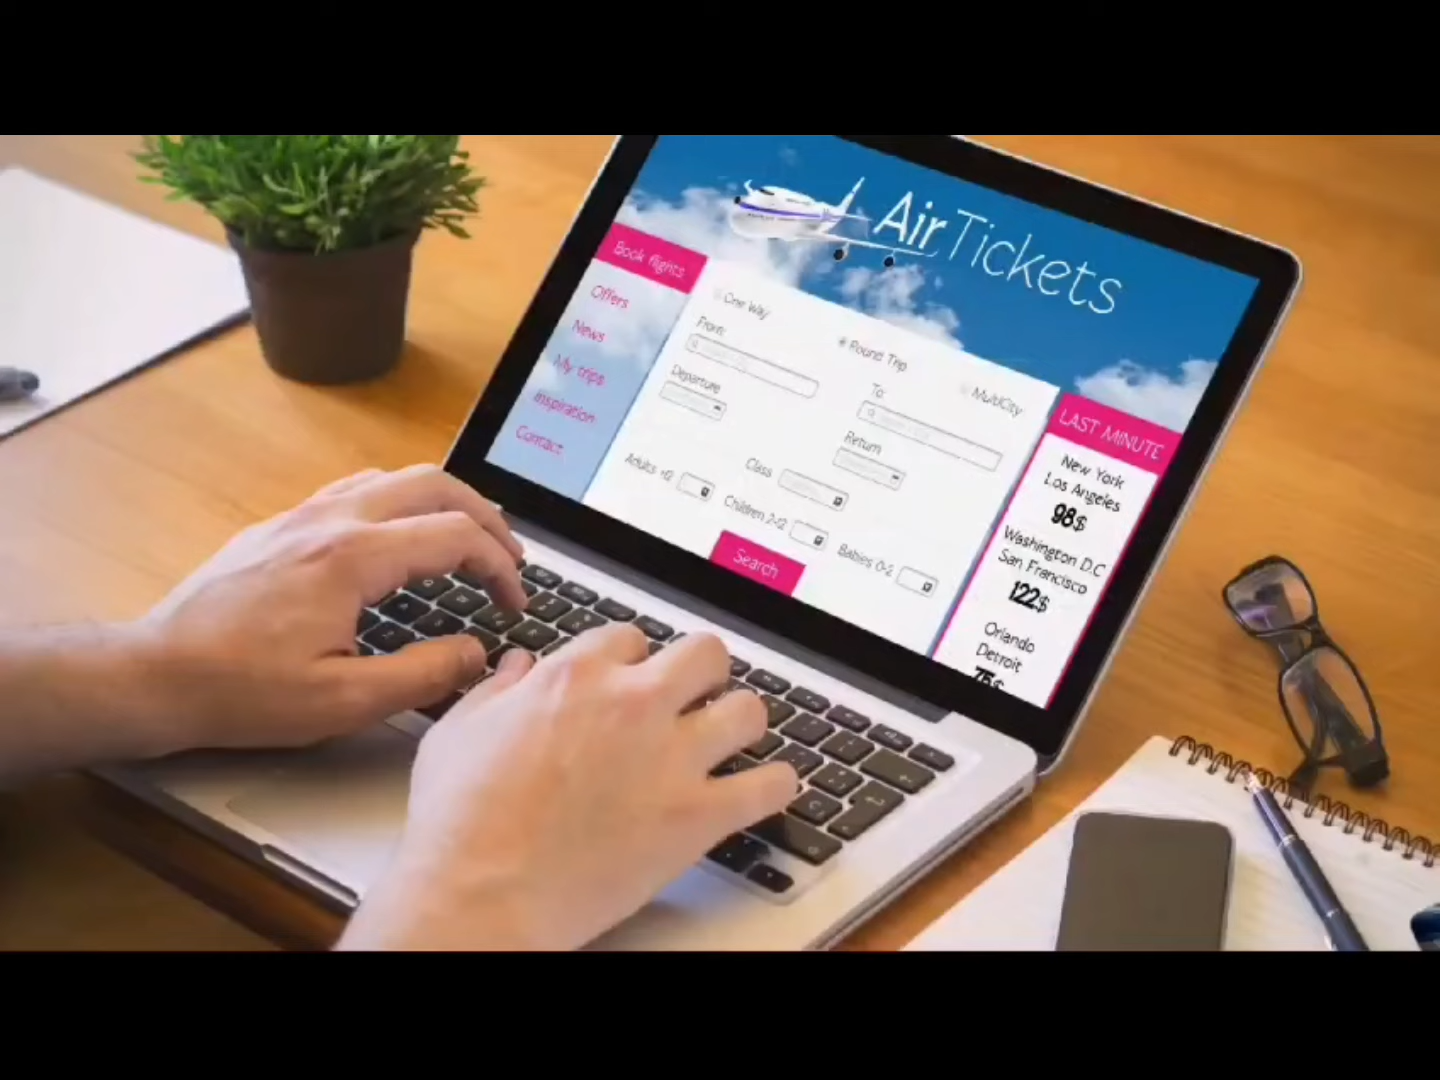 Air Tickets
Book flights
Offers
News
My trips
Inspiration
Contact
One Way
Round Trip
MultiCity
From:
To:
Departure
Return
Adults +12
Class
Children 2-12
Babies 0-2
Search
LAST MINUTE
New York
Los Angeles
98$
Washington D.C
San Francisco
122$
Orlando
Detroit
75$